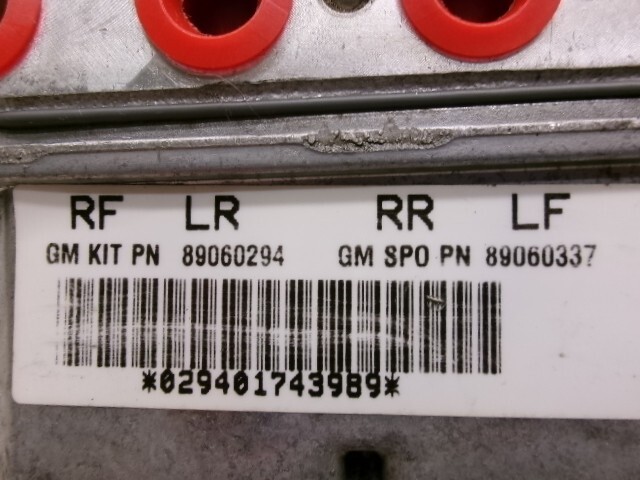 RF LR RR LF
GM KIT PN 89060294 GM SPO PN 89060337
*029401743989*